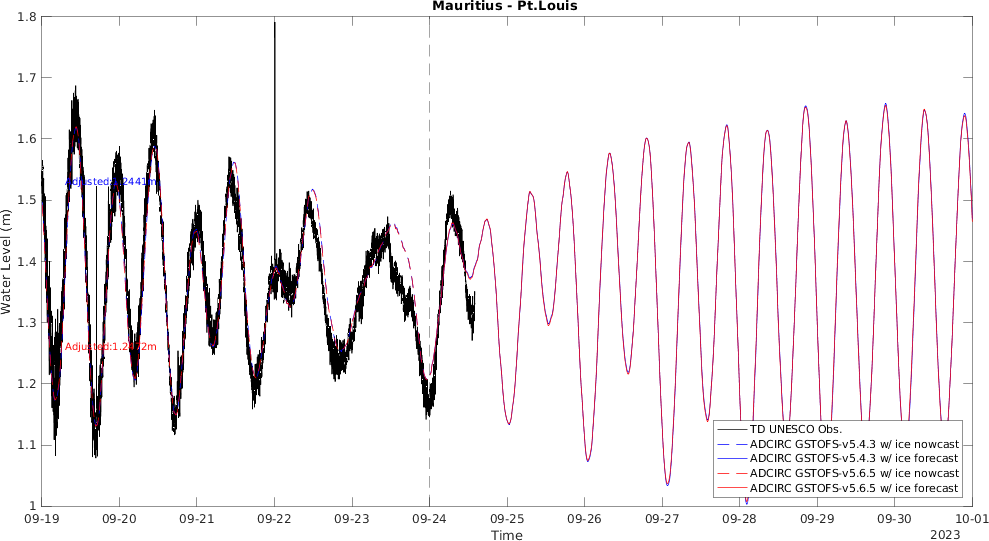 Mauritius - Pt.Louis
Water Level (m)
1.8
1.7
1.6
1.5
1.4
1.3
1.2
1.1
1
Adjusted:
Adjusted:
TD UNESCO Obs.
ADCIRC GSTOFS-v5.4.3 w/ ice nowcast
ADCIRC GSTOFS-v5.4.3 w/ ice forecast
ADCIRC GSTOFS-v5.6.5 w/ ice nowcast
ADCIRC GSTOFS-v5.6.5 w/ ice forecast
09-19 09-20 09-21 09-22 09-23 09-24 09-25 09-26 09-27 09-28 09-29 09-30 10-01
Time
2023